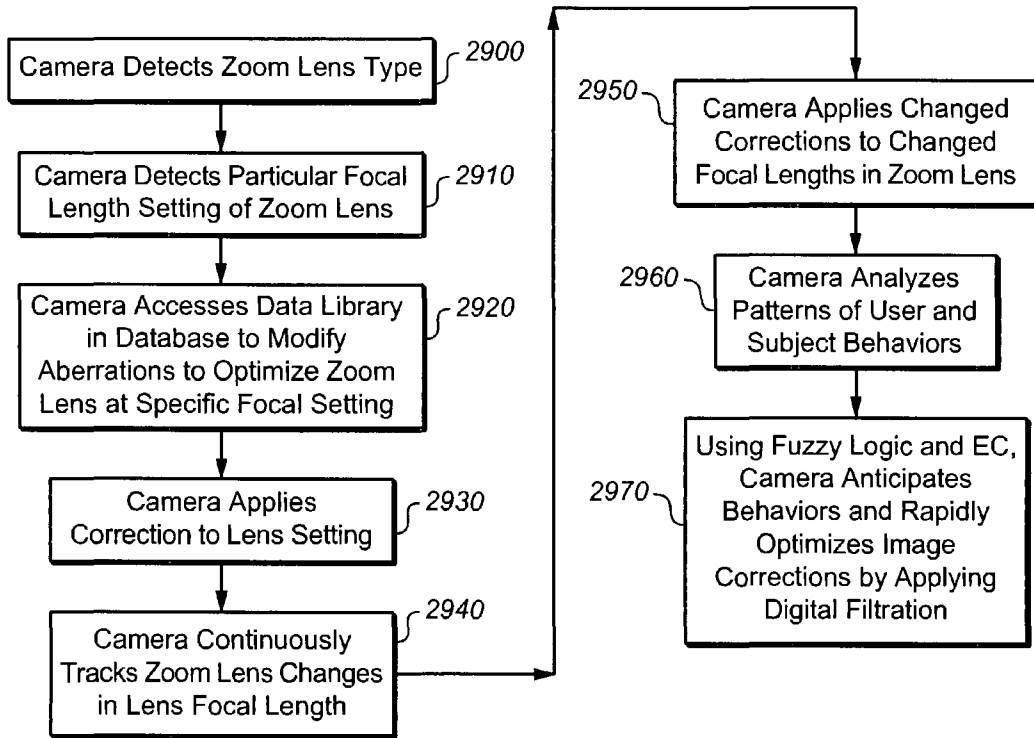 Camera Detects Zoom Lens Type
2900
Camera Detects Particular Focal
Length Setting of Zoom Lens
2910
Camera Accesses Data Library
in Database to Modify
Aberrations to Optimize Zoom
Lens at Specific Focal Setting
2920
Camera Applies
Correction to Lens Setting
2930
Camera Continuously
Tracks Zoom Lens Changes
in Lens Focal Length
2940
2950
Camera Applies Changed
Corrections to Changed
Focal Lengths in Zoom Lens
2960
Camera Analyzes
Patterns of User and
Subject Behaviors
2970
Using Fuzzy Logic and EC,
Camera Anticipates
Behaviors and Rapidly
Optimizes Image
Corrections by Applying
Digital Filtration